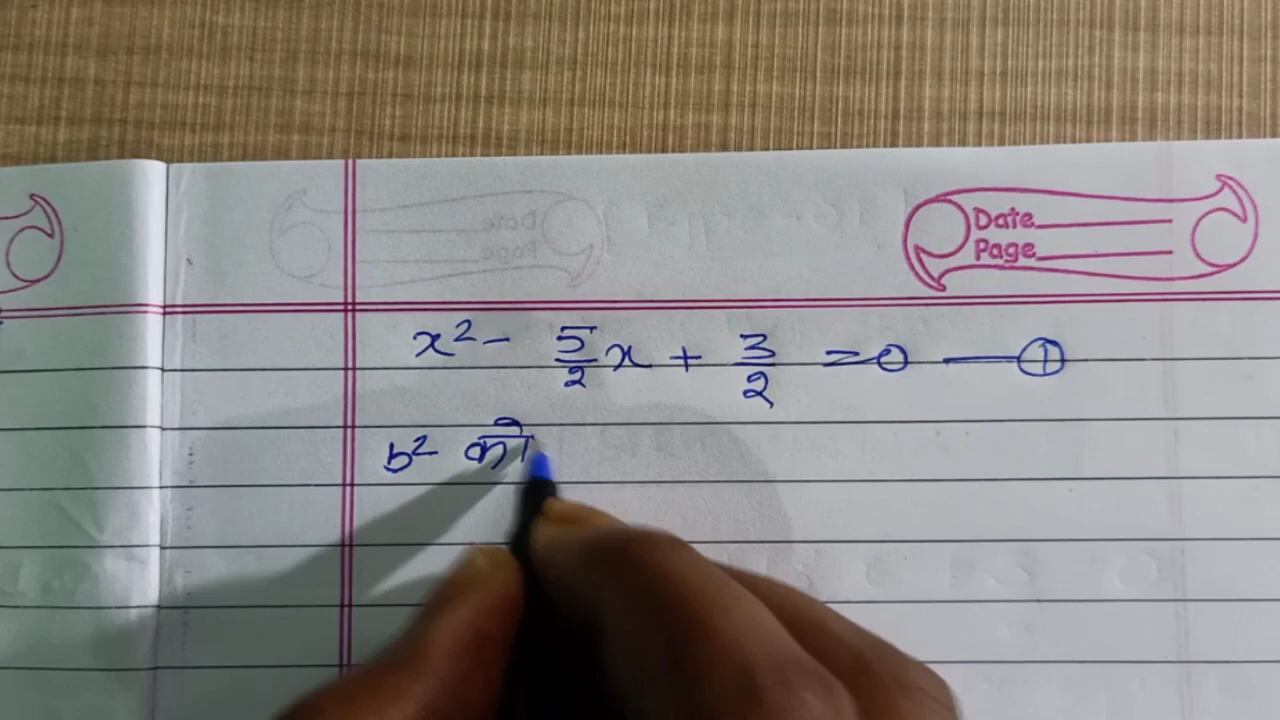 Date
Page
x² - 5/2 x + 3/2 = 0 — ①
b²